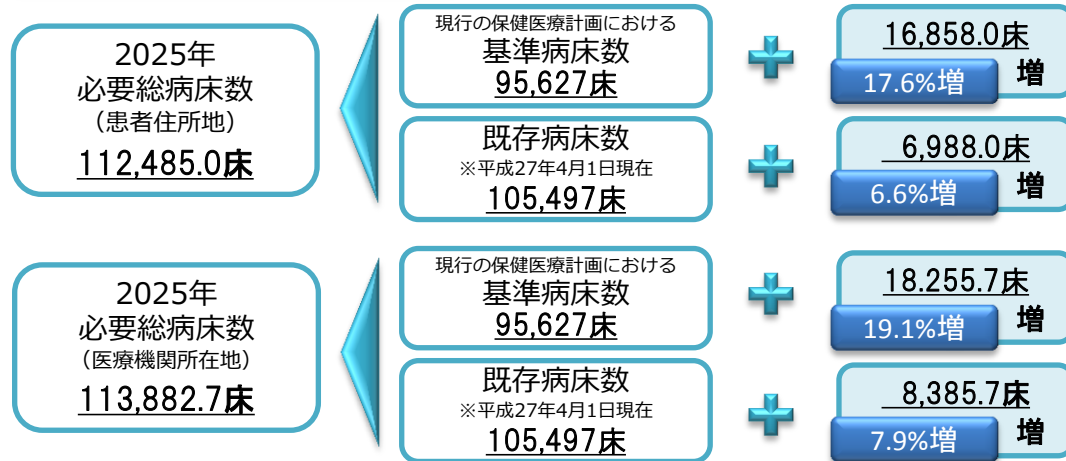 2025年
必要総病床数
（患者住所地）
112,485.0床
現行の保健医療計画における
基準病床数
95,627床
16,858.0床
17.6%増
増
既存病床数
※平成27年4月1日現在
105,497床
6,988.0床
6.6%増
増
2025年
必要総病床数
（医療機関所在地）
113,882.7床
現行の保健医療計画における
基準病床数
95,627床
18.255.7床
19.1%増
増
既存病床数
※平成27年4月1日現在
105,497床
8,385.7床
7.9%増
増